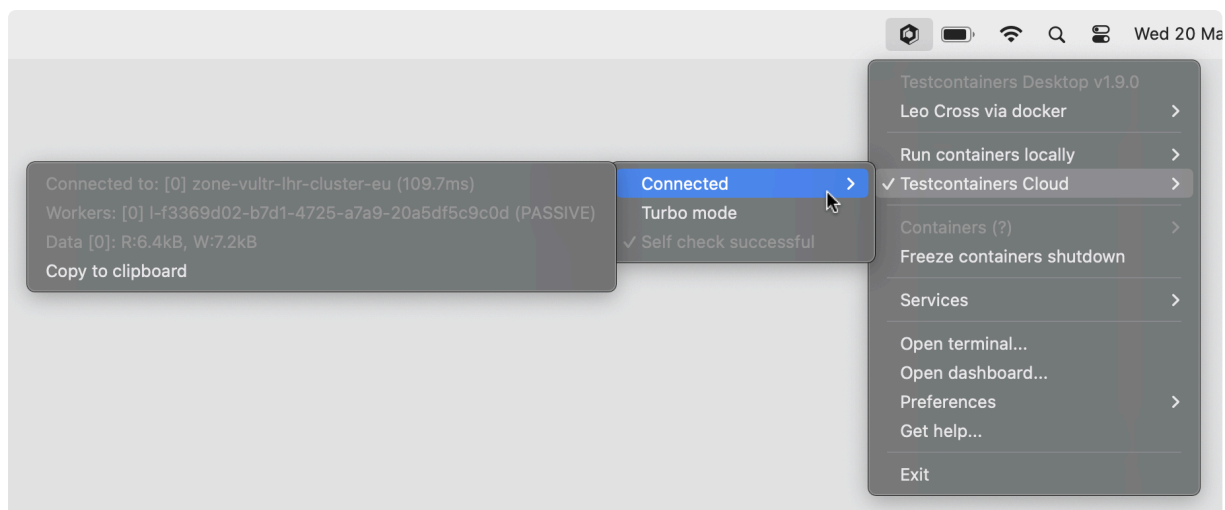 Wed 20 Ma
Testcontainers Desktop v1.9.0
Leo Cross via docker
Run containers locally
✓ Testcontainers Cloud
Containers (?)
Freeze containers shutdown
Services
Open terminal...
Open dashboard...
Preferences
Get help...
Exit
Connected
Turbo mode
✓ Self check successful
Connected to: [0] zone-vultr-lhr-cluster-eu (109.7ms)
Workers: [0] l-f3369d02-b7d1-4725-a7a9-20a5df5c9c0d (PASSIVE)
Data [0]: R:6.4kB, W:7.2kB
Copy to clipboard